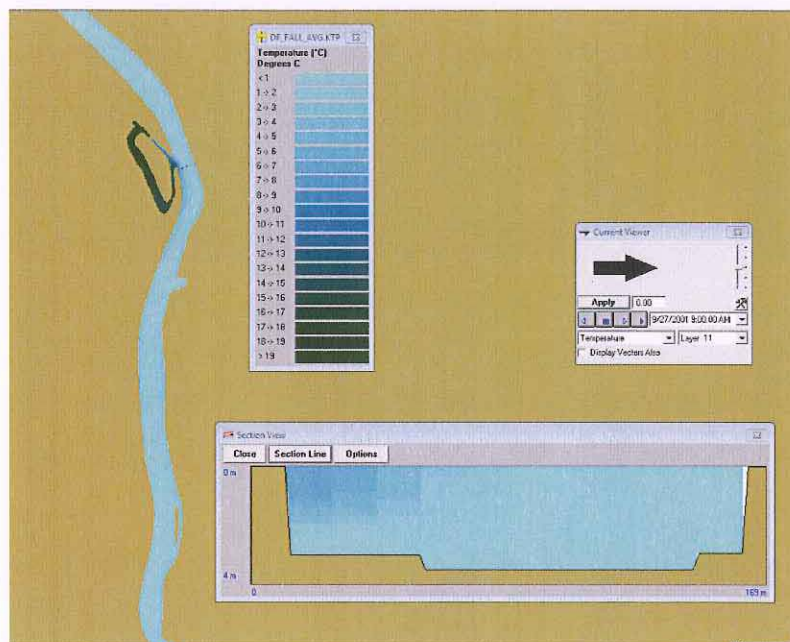 DF_FALL_AVG.KTP
Temperature (°C)
Degrees C
< 1
1 -> 2
2 -> 3
3 -> 4
4 -> 5
5 -> 6
6 -> 7
7 -> 8
8 -> 9
9 -> 10
10 -> 11
11 -> 12
12 -> 13
13 -> 14
14 -> 15
15 -> 16
16 -> 17
17 -> 18
18 -> 19
> 19
Current Viewer
Apply 0.00
9/27/2001 9:00:00 AM
Temperature Layer 11
Display Vectors Also
Section View
Close Section Line Options
0 m
4 m
0 169 m